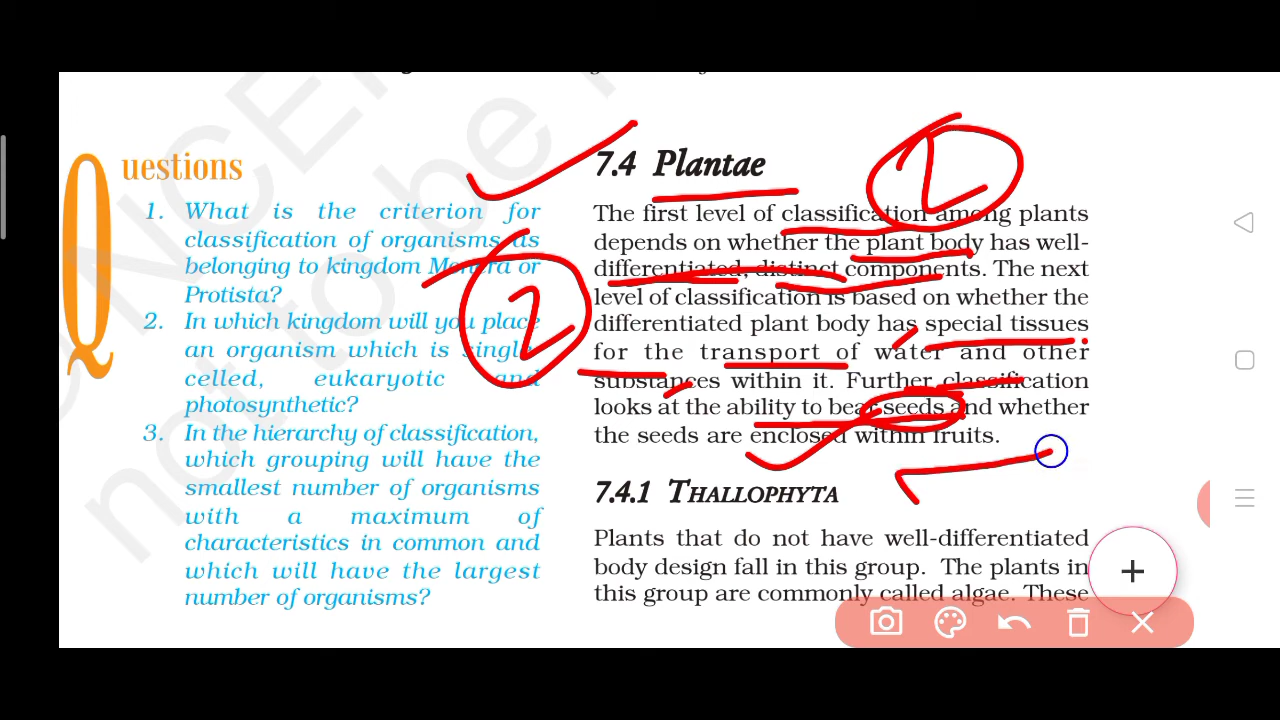 Questions
1. What is the criterion for
classification of organisms as
belonging to kingdom Monera or
Protista?
2. In which kingdom will you place
an organism which is single-
celled, eukaryotic and
photosynthetic?
3. In the hierarchy of classification,
which grouping will have the
smallest number of organisms
with a maximum of
characteristics in common and
which will have the largest
number of organisms?
7.4 Plantae
1
The first level of classification among plants
depends on whether the plant body has well-
differentiated, distinct components. The next
level of classification is based on whether the
differentiated plant body has special tissues
for the transport of water and other
substances within it. Further classification
looks at the ability to bear seeds and whether
the seeds are enclosed within fruits.
2
7.4.1 THALLOPHYTA
Plants that do not have well-differentiated
body design fall in this group. The plants in
this group are commonly called algae. These
not to be